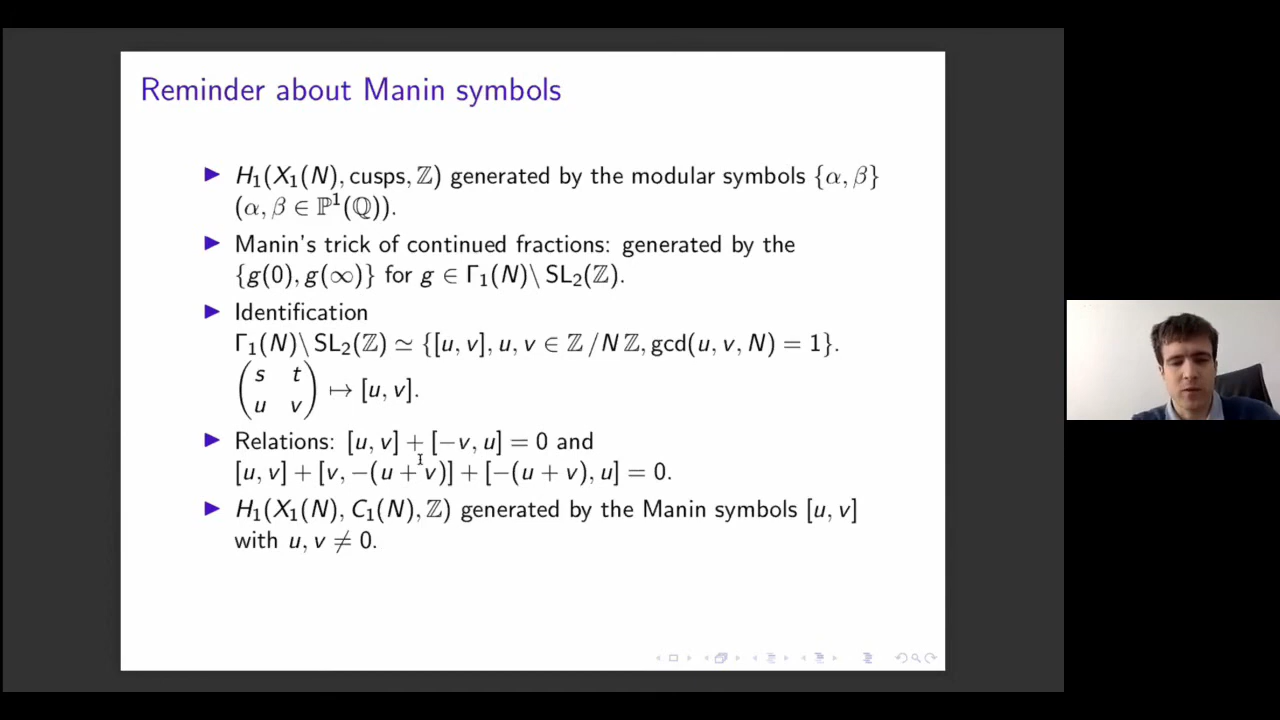 Reminder about Manin symbols
▶ H₁(X₁(N), cusps, ℤ) generated by the modular symbols {α, β}
(α, β ∈ ℙ¹(ℚ)).
▶ Manin's trick of continued fractions: generated by the
{g(0), g(∞)} for g ∈ Γ₁(N)\ SL₂(ℤ).
▶ Identification
Γ₁(N)\ SL₂(ℤ) ≃ {[u, v], u, v ∈ ℤ/Nℤ, gcd(u, v, N) = 1}.
(s t
u v) ↦ [u, v].
▶ Relations: [u, v] + [−v, u] = 0 and
[u, v] + [v, −(u + v)] + [−(u + v), u] = 0.
▶ H₁(X₁(N), C₁(N), ℤ) generated by the Manin symbols [u, v]
with u, v ≠ 0.